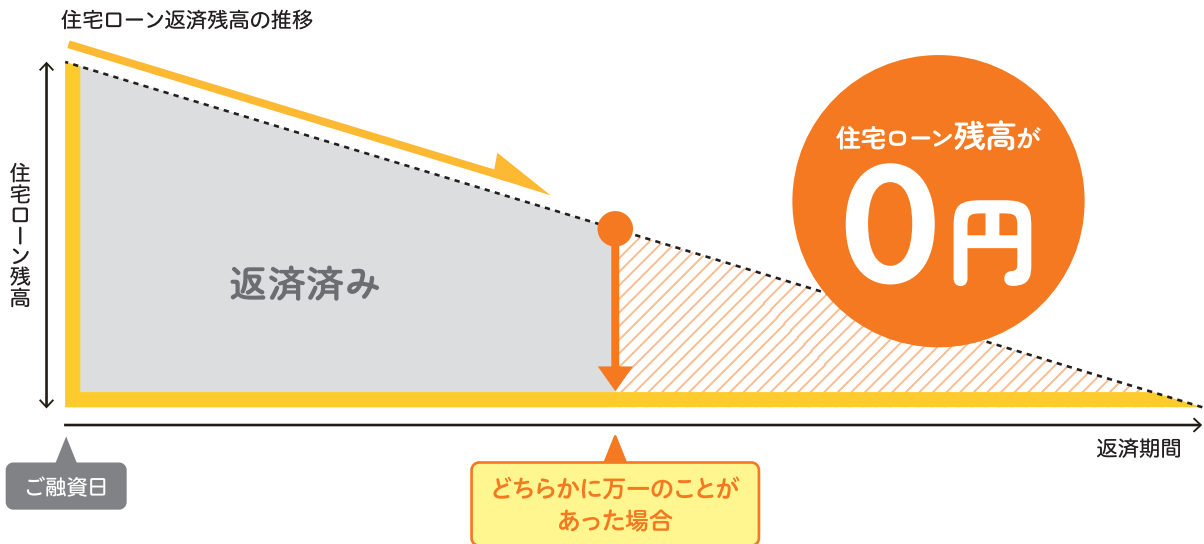 住宅ローン返済残高の推移
住宅ローン残高
住宅ローン残高が
0円
返済済み
返済期間
ご融資日
どちらかに万一のことが
あった場合